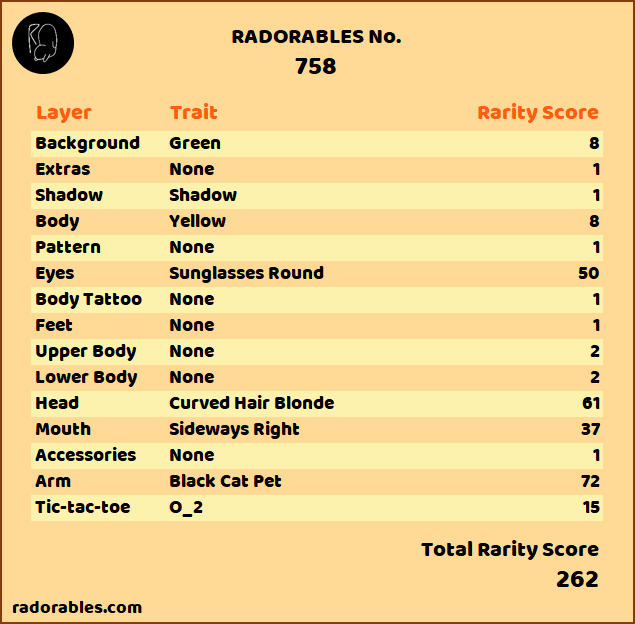 RADORABLES No.
758
Layer Trait Rarity Score
Background Green 8
Extras None 1
Shadow Shadow 1
Body Yellow 8
Pattern None 1
Eyes Sunglasses Round 50
Body Tattoo None 1
Feet None 1
Upper Body None 2
Lower Body None 2
Head Curved Hair Blonde 61
Mouth Sideways Right 37
Accessories None 1
Arm Black Cat Pet 72
Tic-tac-toe O_2 15
Total Rarity Score
262
radorables.com